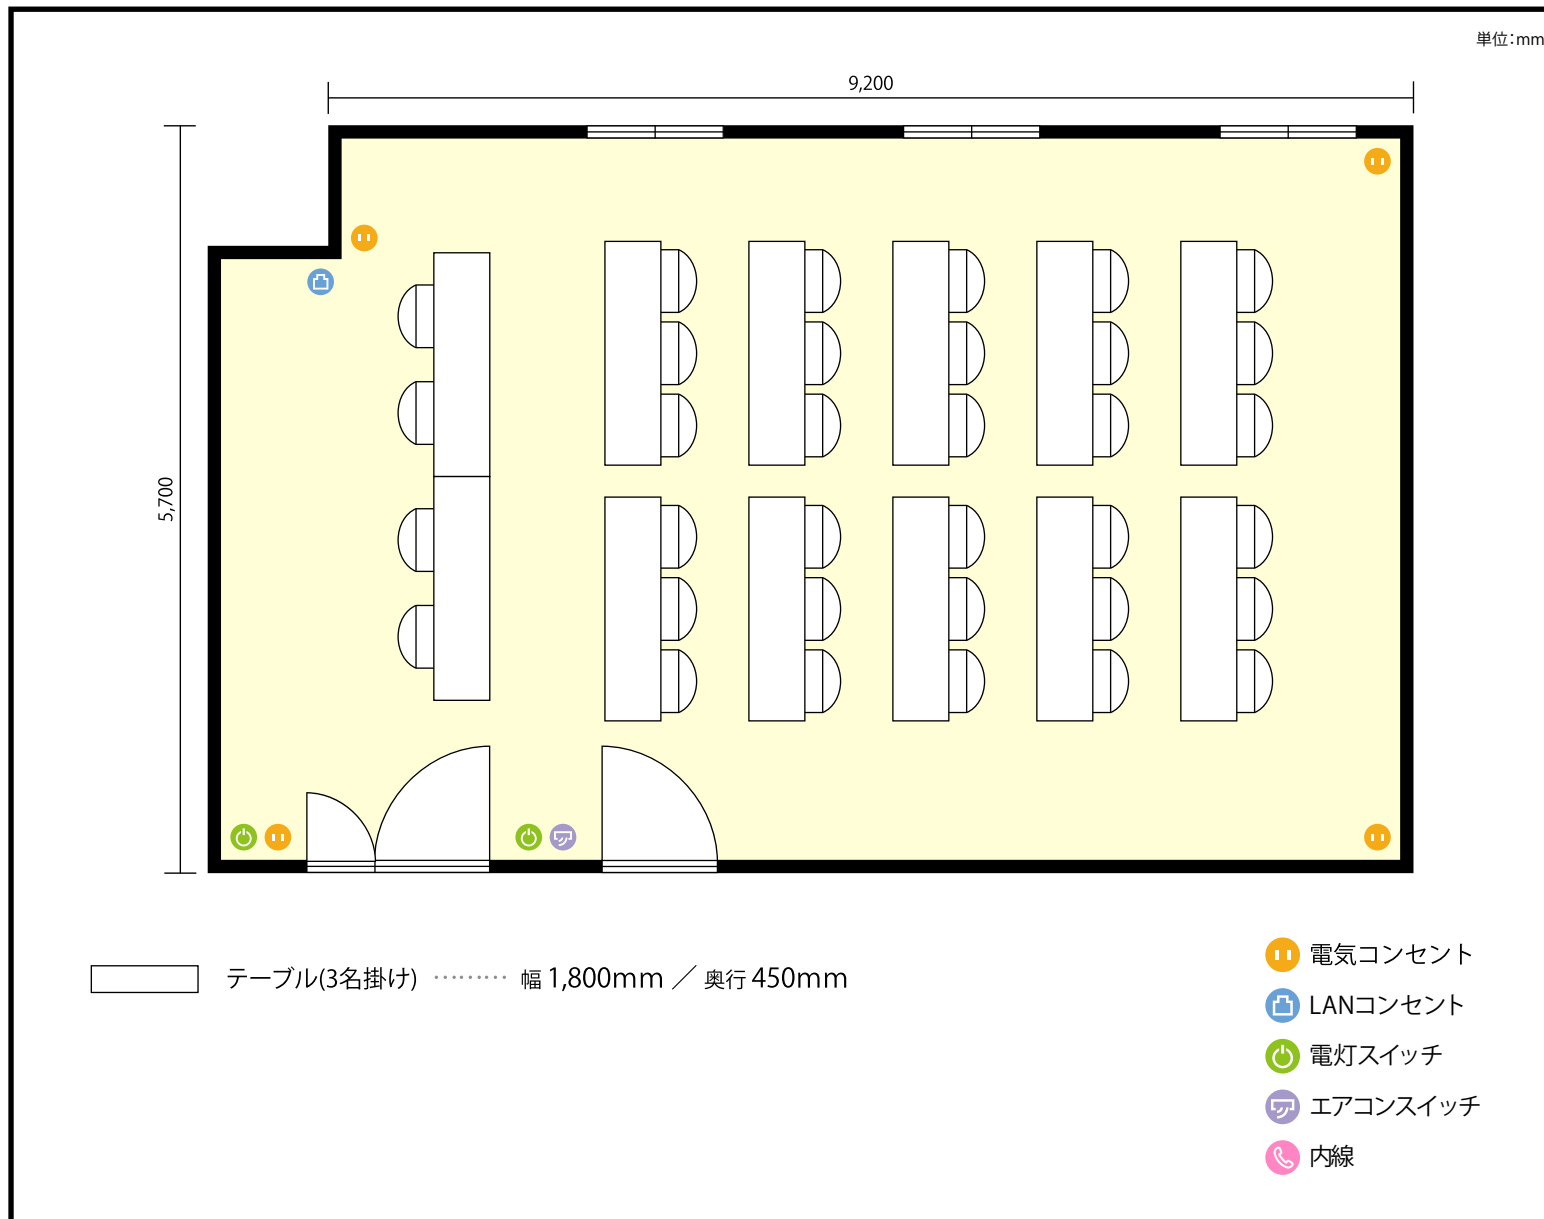 単位：mm
9,200
5,700
テーブル(3名掛け) ……… 幅 1,800mm ／ 奥行 450mm
電気コンセント
LANコンセント
電灯スイッチ
エアコンスイッチ
内線